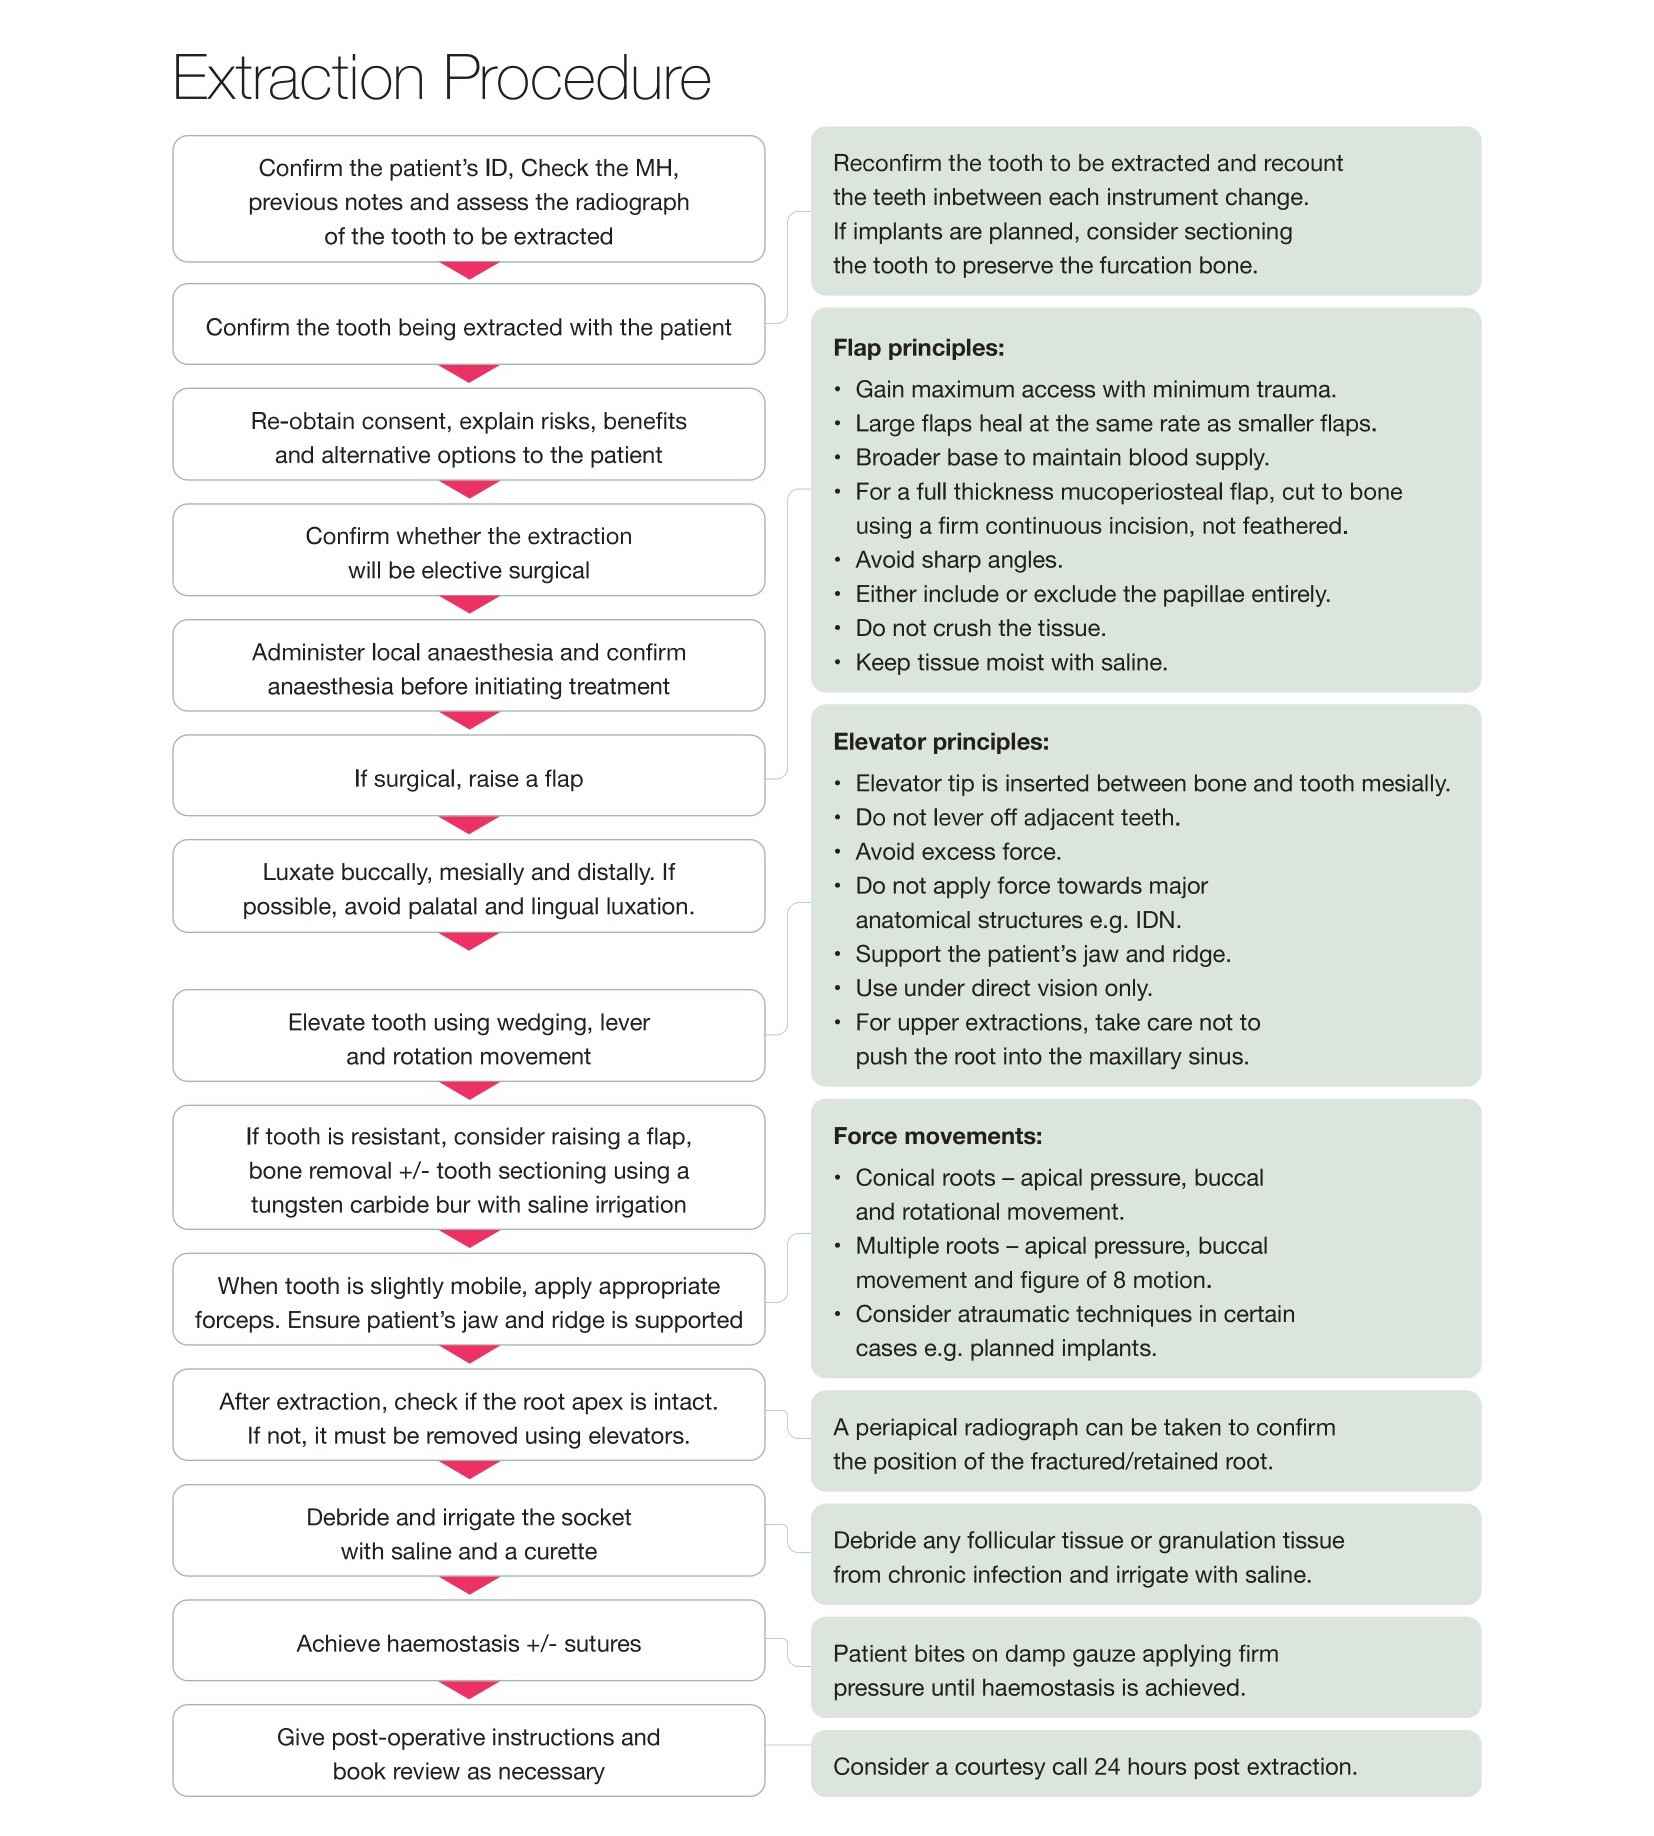 Extraction Procedure
Confirm the patient's ID, Check the MH,
previous notes and assess the radiograph
of the tooth to be extracted
Confirm the tooth being extracted with the patient
Reconfirm the tooth to be extracted and recount
the teeth inbetween each instrument change.
If implants are planned, consider sectioning
the tooth to preserve the furcation bone.
Re-obtain consent, explain risks, benefits
and alternative options to the patient
Confirm whether the extraction
will be elective surgical
Administer local anaesthesia and confirm
anaesthesia before initiating treatment
If surgical, raise a flap
Flap principles:
• Gain maximum access with minimum trauma.
• Large flaps heal at the same rate as smaller flaps.
• Broader base to maintain blood supply.
• For a full thickness mucoperiosteal flap, cut to bone
using a firm continuous incision, not feathered.
• Avoid sharp angles.
• Either include or exclude the papillae entirely.
• Do not crush the tissue.
• Keep tissue moist with saline.
Luxate buccally, mesially and distally. If
possible, avoid palatal and lingual luxation.
Elevate tooth using wedging, lever
and rotation movement
Elevator principles:
• Elevator tip is inserted between bone and tooth mesially.
• Do not lever off adjacent teeth.
• Avoid excess force.
• Do not apply force towards major
anatomical structures e.g. IDN.
• Support the patient's jaw and ridge.
• Use under direct vision only.
• For upper extractions, take care not to
push the root into the maxillary sinus.
If tooth is resistant, consider raising a flap,
bone removal +/- tooth sectioning using a
tungsten carbide bur with saline irrigation
When tooth is slightly mobile, apply appropriate
forceps. Ensure patient's jaw and ridge is supported
Force movements:
• Conical roots – apical pressure, buccal
and rotational movement.
• Multiple roots – apical pressure, buccal
movement and figure of 8 motion.
• Consider atraumatic techniques in certain
cases e.g. planned implants.
After extraction, check if the root apex is intact.
If not, it must be removed using elevators.
A periapical radiograph can be taken to confirm
the position of the fractured/retained root.
Debride and irrigate the socket
with saline and a curette
Debride any follicular tissue or granulation tissue
from chronic infection and irrigate with saline.
Achieve haemostasis +/- sutures
Patient bites on damp gauze applying firm
pressure until haemostasis is achieved.
Give post-operative instructions and
book review as necessary
Consider a courtesy call 24 hours post extraction.